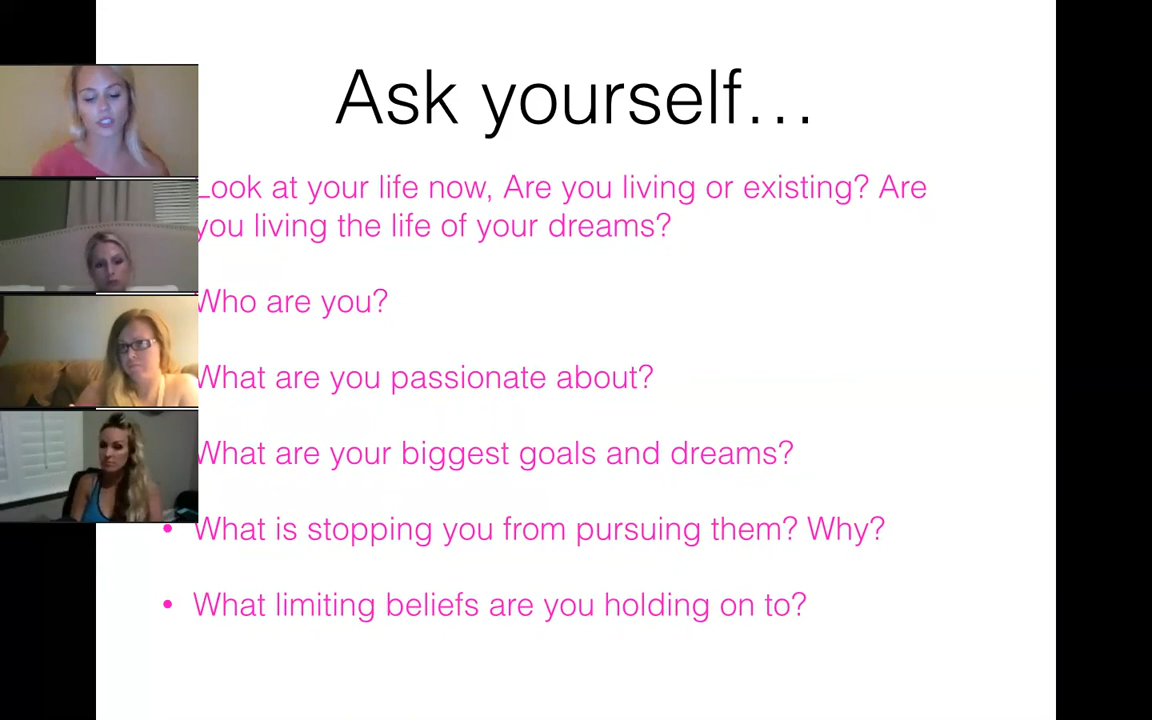 Ask yourself...
Look at your life now, Are you living or existing? Are
you living the life of your dreams?
Who are you?
What are you passionate about?
What are your biggest goals and dreams?
• What is stopping you from pursuing them? Why?
• What limiting beliefs are you holding on to?